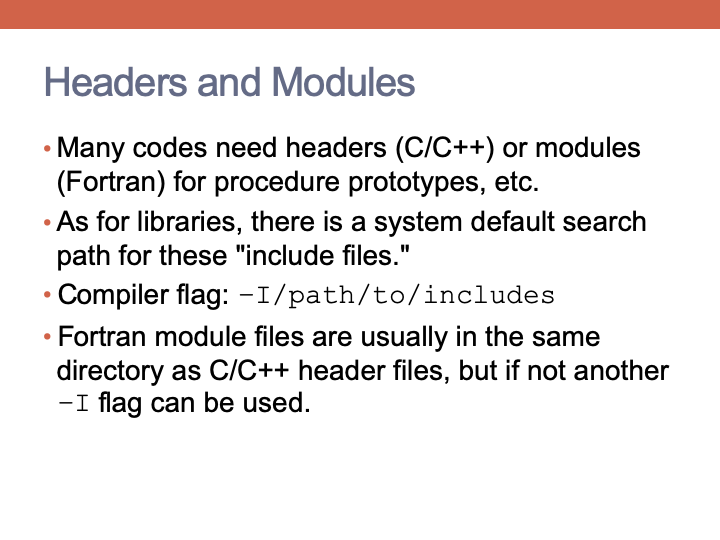 Headers and Modules
• Many codes need headers (C/C++) or modules
(Fortran) for procedure prototypes, etc.
• As for libraries, there is a system default search
path for these "include files."
• Compiler flag: –I/path/to/includes
• Fortran module files are usually in the same
directory as C/C++ header files, but if not another
–I flag can be used.